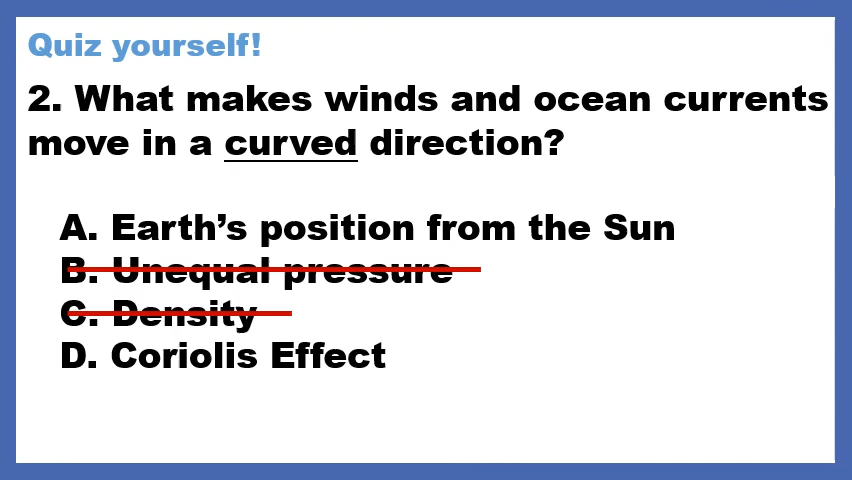 Quiz yourself!
2. What makes winds and ocean currents
move in a curved direction?
A. Earth’s position from the Sun
B. Unequal pressure
C. Density
D. Coriolis Effect